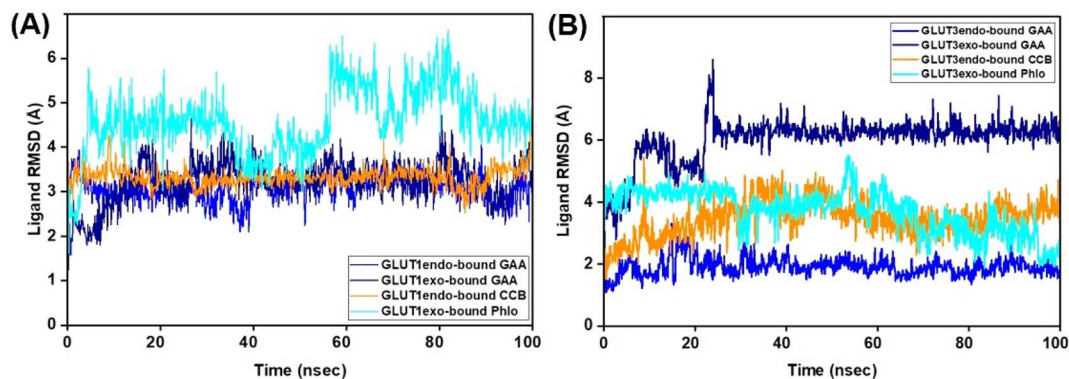 (A)
Ligand RMSD (A)
6
5
4
3
2
1
0
GLUT1endo-bound GAA
GLUT1exo-bound GAA
GLUT1endo-bound CCB
GLUT1exo-bound Phlo
0 20 40 60 80 100
Time (nsec)
(B)
Ligand RMSD (A)
8
6
4
2
0
GLUT3endo-bound GAA
GLUT3exo-bound GAA
GLUT3endo-bound CCB
GLUT3exo-bound Phlo
0 20 40 60 80 100
Time (nsec)